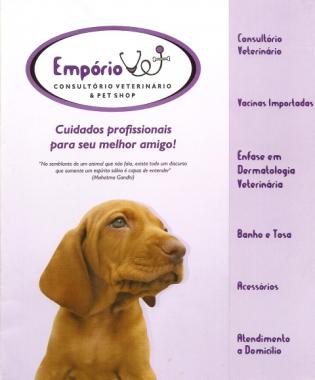 Empório Vet
CONSULTÓRIO VETERINÁRIO
& PET SHOP
Cuidados profissionais
para seu melhor amigo!
"No semblante de um animal que não fala, existe todo um discurso
que somente um espírito sábio é capaz de entender"
(Mahatma Gandhi)
Consultório
Veterinário
Vacinas Importadas
Enfase em
Dermatologia
Veterinária
Banho e Tosa
Acessórios
Atendimento
a Domicílio